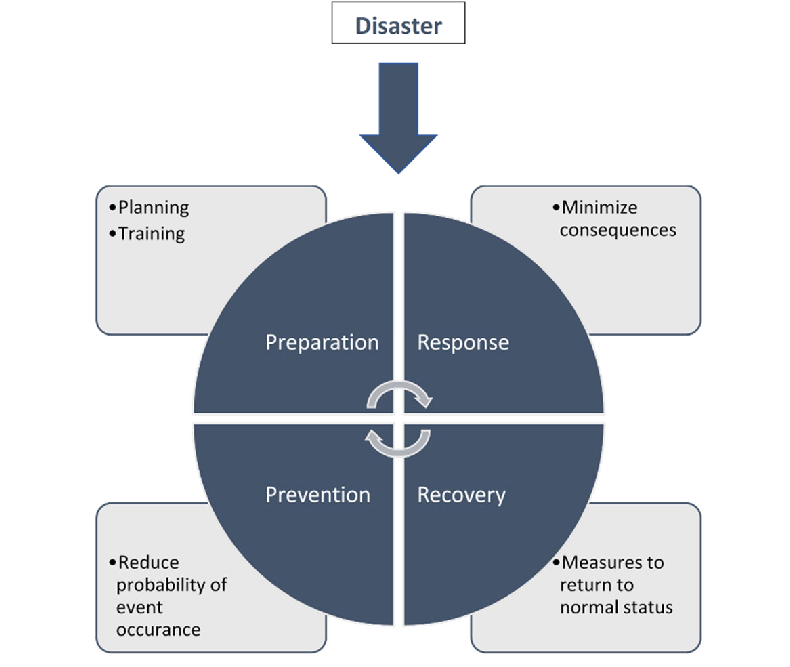 Disaster
•Planning
•Training
•Minimize
consequences
Preparation
Response
Prevention
Recovery
•Reduce
probability of
event
occurance
•Measures to
return to
normal status